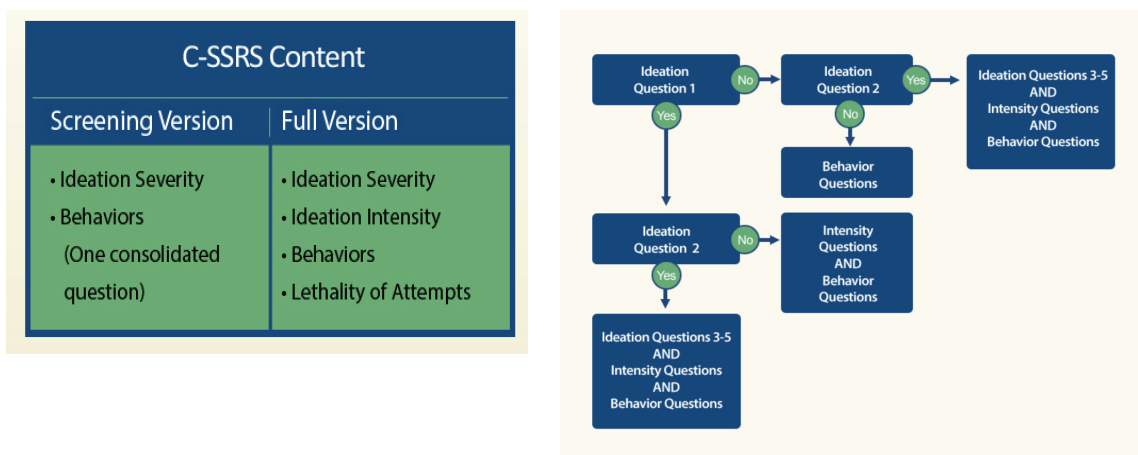 C-SSRS Content
Screening Version
Full Version
• Ideation Severity
• Behaviors
(One consolidated
question)
• Ideation Severity
• Ideation Intensity
• Behaviors
• Lethality of Attempts
Ideation
Question 1
No
Ideation
Question 2
Yes
Ideation Questions 3-5
AND
Intensity Questions
AND
Behavior Questions
Yes
No
Behavior
Questions
Ideation
Question 2
No
Intensity
Questions
AND
Behavior
Questions
Yes
Ideation Questions 3-5
AND
Intensity Questions
AND
Behavior Questions